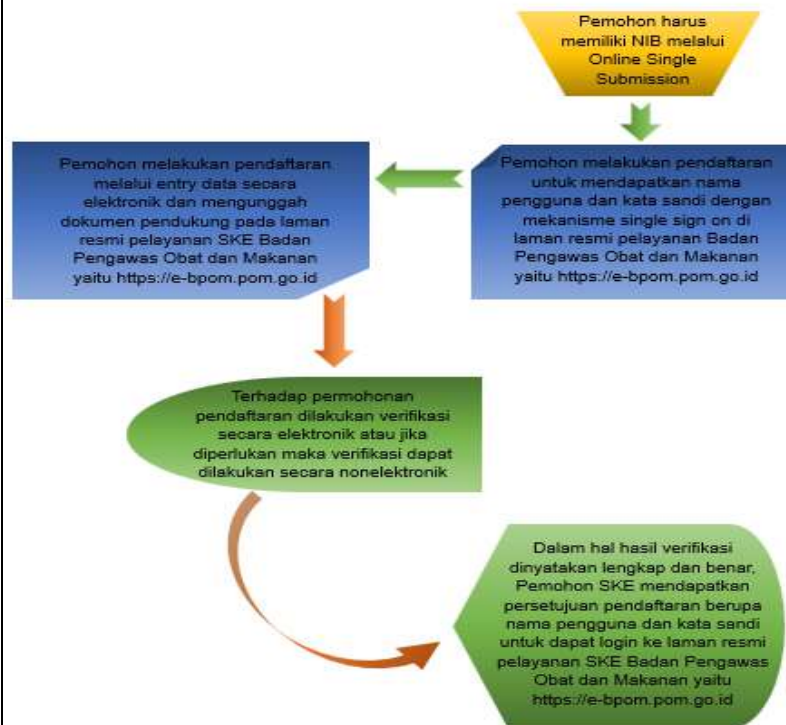 Pemohon harus
memiliki NIB melalui
Online Single
Submission
Pemohon melakukan pendaftaran
untuk mendapatkan nama
pengguna dan kata sandi dengan
mekanisme single sign on di
laman resmi pelayanan Badan
Pengawas Obat dan Makanan
yaitu https://e-bpom.pom.go.id
Pemohon melakukan pendaftaran
melalui entry data secara
elektronik dan mengunggah
dokumen pendukung pada laman
resmi pelayanan SKE Badan
Pengawas Obat dan Makanan
yaitu https://e-bpom.pom.go.id
Terhadap permohonan
pendaftaran dilakukan verifikasi
secara elektronik atau jika
diperlukan maka verifikasi dapat
dilakukan secara nonelektronik
Dalam hal hasil verifikasi
dinyatakan lengkap dan benar,
Pemohon SKE mendapatkan
persetujuan pendaftaran berupa
nama pengguna dan kata sandi
untuk dapat login ke laman resmi
pelayanan SKE Badan Pengawas
Obat dan Makanan yaitu
https://e-bpom.pom.go.id